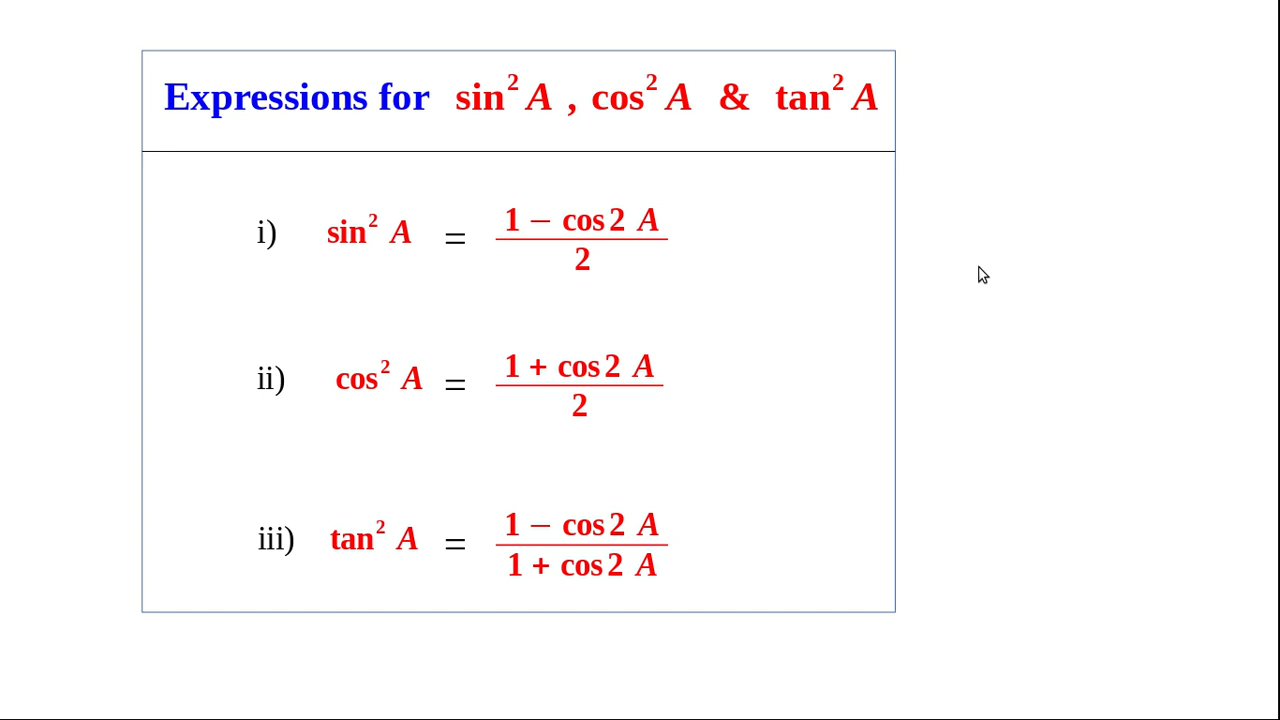 Expressions for sin² A , cos² A & tan² A
i) sin² A = (1 − cos 2 A) / 2
ii) cos² A = (1 + cos 2 A) / 2
iii) tan² A = (1 − cos 2 A) / (1 + cos 2 A)